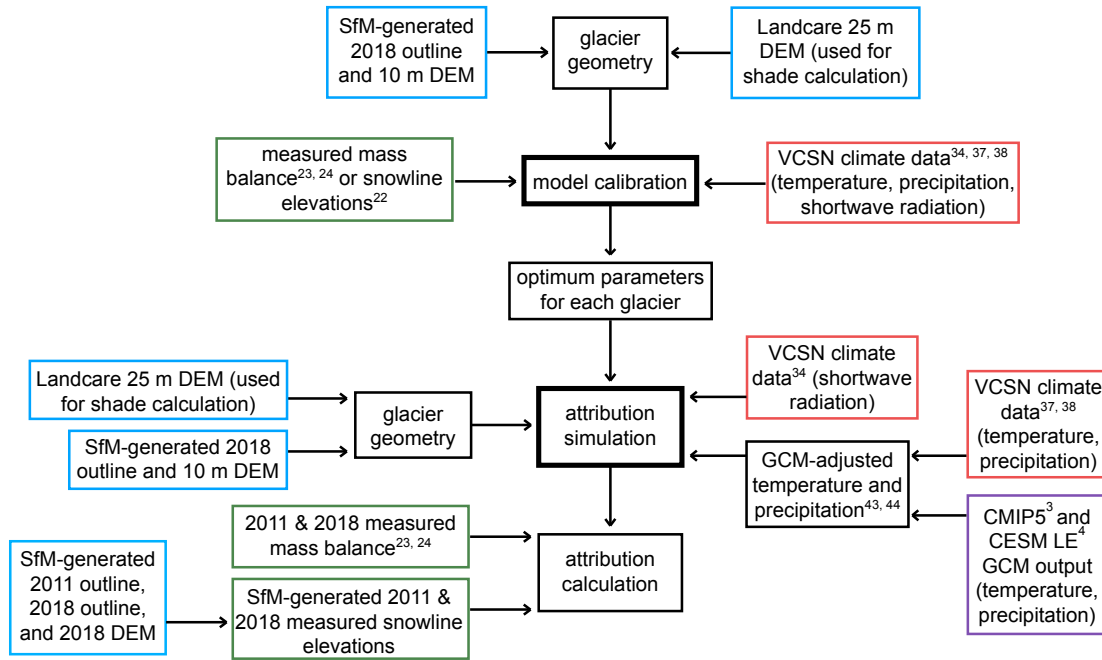 SfM-generated
2018 outline
and 10 m DEM
glacier
geometry
Landcare 25 m
DEM (used for
shade calculation)
measured mass
balance23, 24 or snowline
elevations22
model calibration
VCSN climate data34, 37, 38
(temperature, precipitation,
shortwave radiation)
optimum parameters
for each glacier
Landcare 25 m DEM (used
for shade calculation)
SfM-generated 2018
outline and 10 m DEM
glacier
geometry
attribution
simulation
VCSN climate
data34 (shortwave
radiation)
VCSN climate
data37, 38
(temperature,
precipitation)
GCM-adjusted
temperature and
precipitation43, 44
CMIP53 and
CESM LE4
GCM output
(temperature,
precipitation)
2011 & 2018 measured
mass balance23, 24
SfM-generated
2011 outline,
2018 outline,
and 2018 DEM
SfM-generated 2011 &
2018 measured snowline
elevations
attribution
calculation